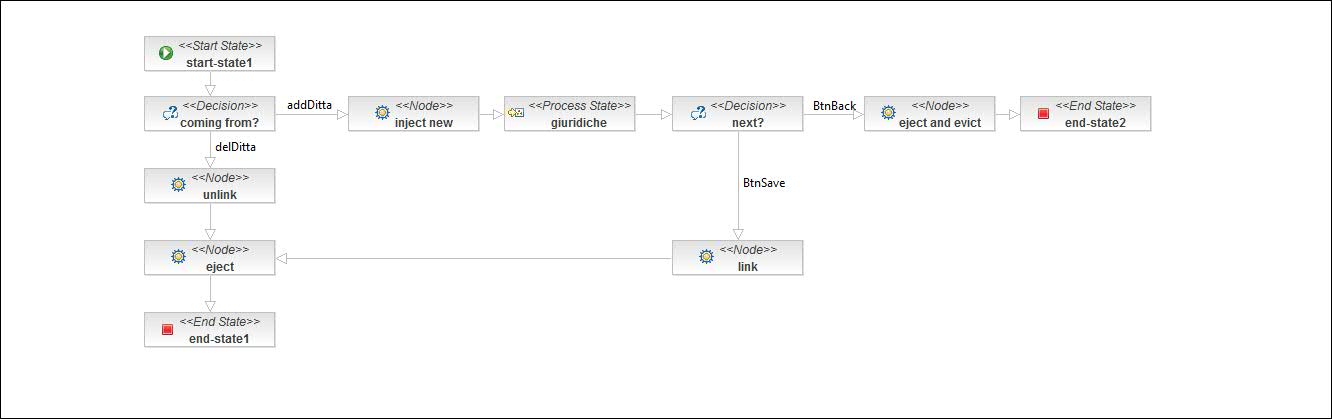 <<Start State>>
start-state1
<<Decision>>
coming from?
addDitta
<<Node>>
inject new
<<Process State>>
giuridiche
<<Decision>>
next?
BtnBack
<<Node>>
eject and evict
<<End State>>
end-state2
delDitta
<<Node>>
unlink
BtnSave
<<Node>>
eject
<<Node>>
link
<<End State>>
end-state1